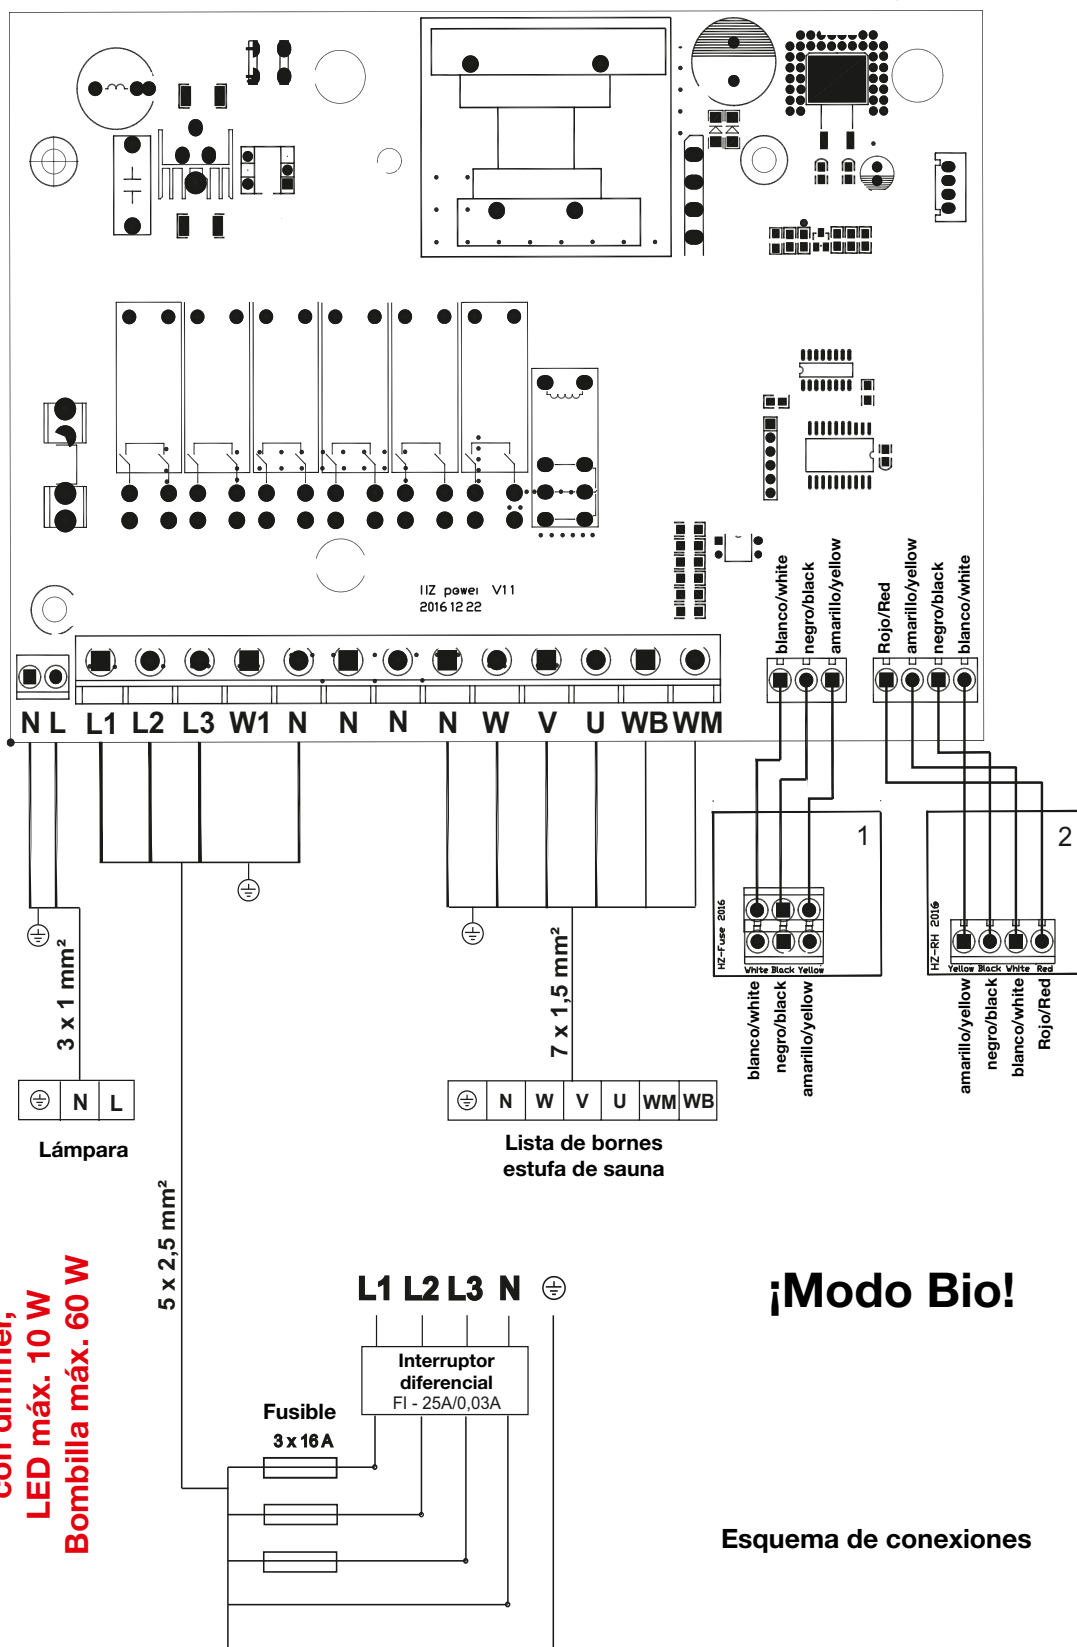 blanco/white
negro/black
amarillo/yellow
Rojo/Red
amarillo/yellow
negro/black
blanco/white
HZ power V11
2016 12 22
N L L1 L2 L3 W1 N N N N W V U WB WM
1
2
HZ-Fuse 2016
White Black Yellow
HZ-RH 2016
Yellow Black White Red
blanco/white
negro/black
amarillo/yellow
amarillo/yellow
negro/black
blanco/white
Rojo/Red
3 x 1 mm²
7 x 1,5 mm²
N L
Lámpara
N W V U WM WB
Lista de bornes
estufa de sauna
5 x 2,5 mm²
con dimmer,
LED máx. 10 W
Bombilla máx. 60 W
L1 L2 L3 N
Interruptor
diferencial
FI - 25A/0,03A
Fusible
3 x 16 A
¡Modo Bio!
Esquema de conexiones